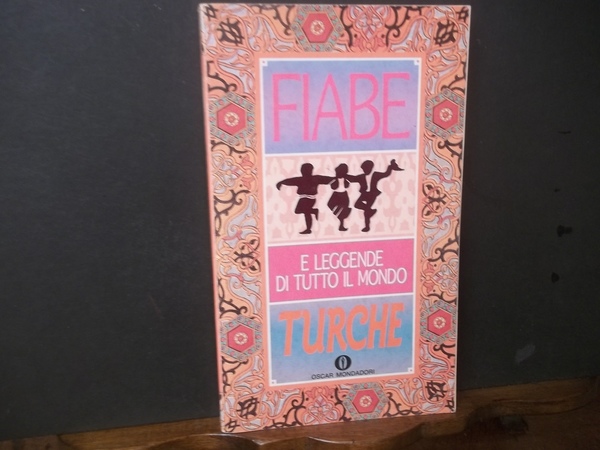 FIABE
E LEGGENDE
DI TUTTO IL MONDO
TURCHE
OSCAR MONDADORI